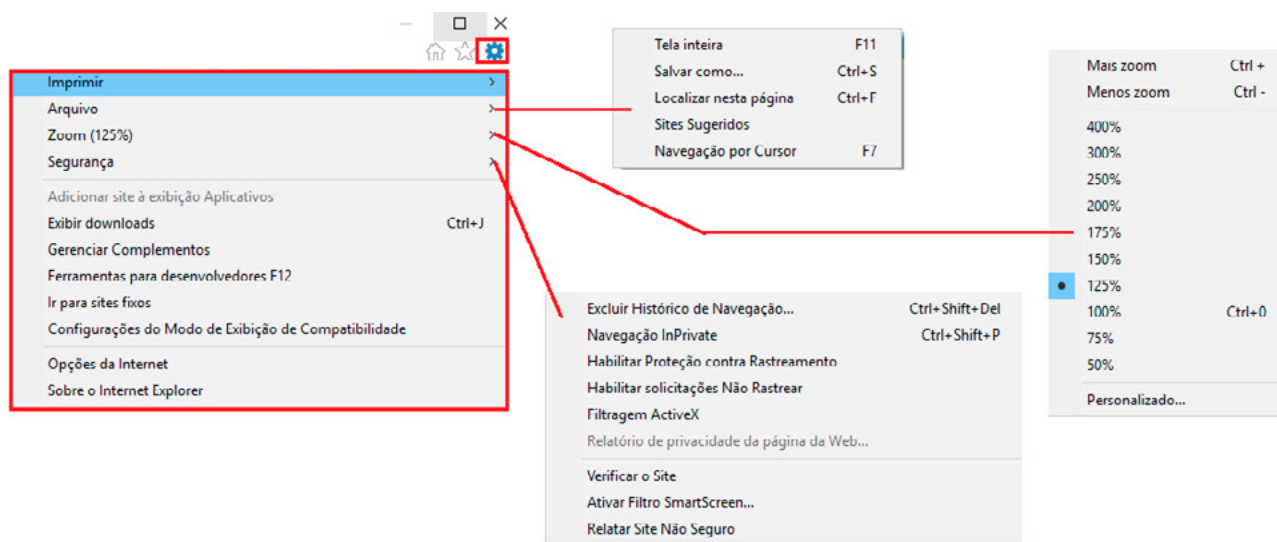 Imprimir
Arquivo
Zoom (125%)
Segurança
Adicionar site à exibição Aplicativos
Exibir downloads Ctrl+J
Gerenciar Complementos
Ferramentas para desenvolvedores F12
Ir para sites fixos
Configurações do Modo de Exibição de Compatibilidade
Opções da Internet
Sobre o Internet Explorer
Tela inteira F11
Salvar como... Ctrl+S
Localizar nesta página Ctrl+F
Sites Sugeridos
Navegação por Cursor F7
Mais zoom Ctrl +
Menos zoom Ctrl -
400%
300%
250%
200%
175%
150%
125%
100% Ctrl+0
75%
50%
Personalizado...
Excluir Histórico de Navegação... Ctrl+Shift+Del
Navegação InPrivate Ctrl+Shift+P
Habilitar Proteção contra Rastreamento
Habilitar solicitações Não Rastrear
Filtragem ActiveX
Relatório de privacidade da página da Web...
Verificar o Site
Ativar Filtro SmartScreen...
Relatar Site Não Seguro